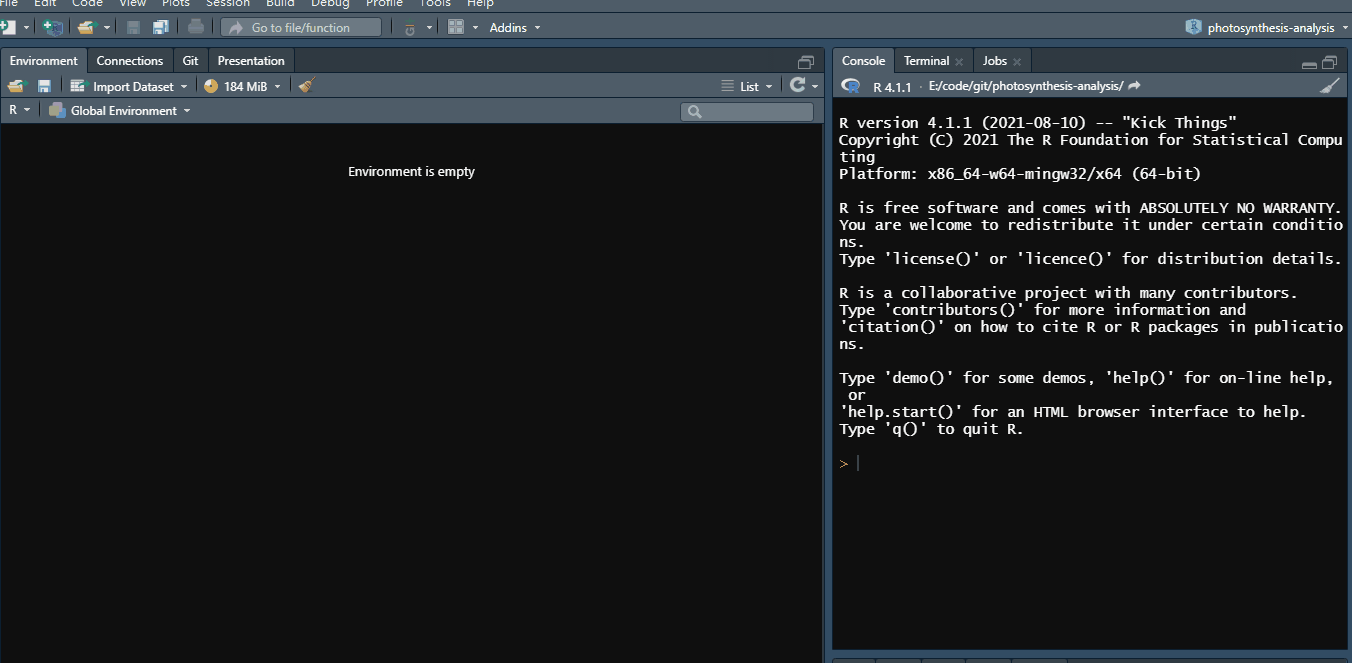 File Edit Code View Plots Session Build Debug Profile Tools Help
Go to file/function Addins photosynthesis-analysis
Environment Connections Git Presentation
Import Dataset 184 MiB List
R Global Environment
Environment is empty
Console Terminal Jobs
R 4.1.1 · E:/code/git/photosynthesis-analysis/
R version 4.1.1 (2021-08-10) -- "Kick Things"
Copyright (C) 2021 The R Foundation for Statistical Compu
ting
Platform: x86_64-w64-mingw32/x64 (64-bit)
R is free software and comes with ABSOLUTELY NO WARRANTY.
You are welcome to redistribute it under certain conditio
ns.
Type 'license()' or 'licence()' for distribution details.
R is a collaborative project with many contributors.
Type 'contributors()' for more information and
'citation()' on how to cite R or R packages in publicatio
ns.
Type 'demo()' for some demos, 'help()' for on-line help,
or
'help.start()' for an HTML browser interface to help.
Type 'q()' to quit R.
>